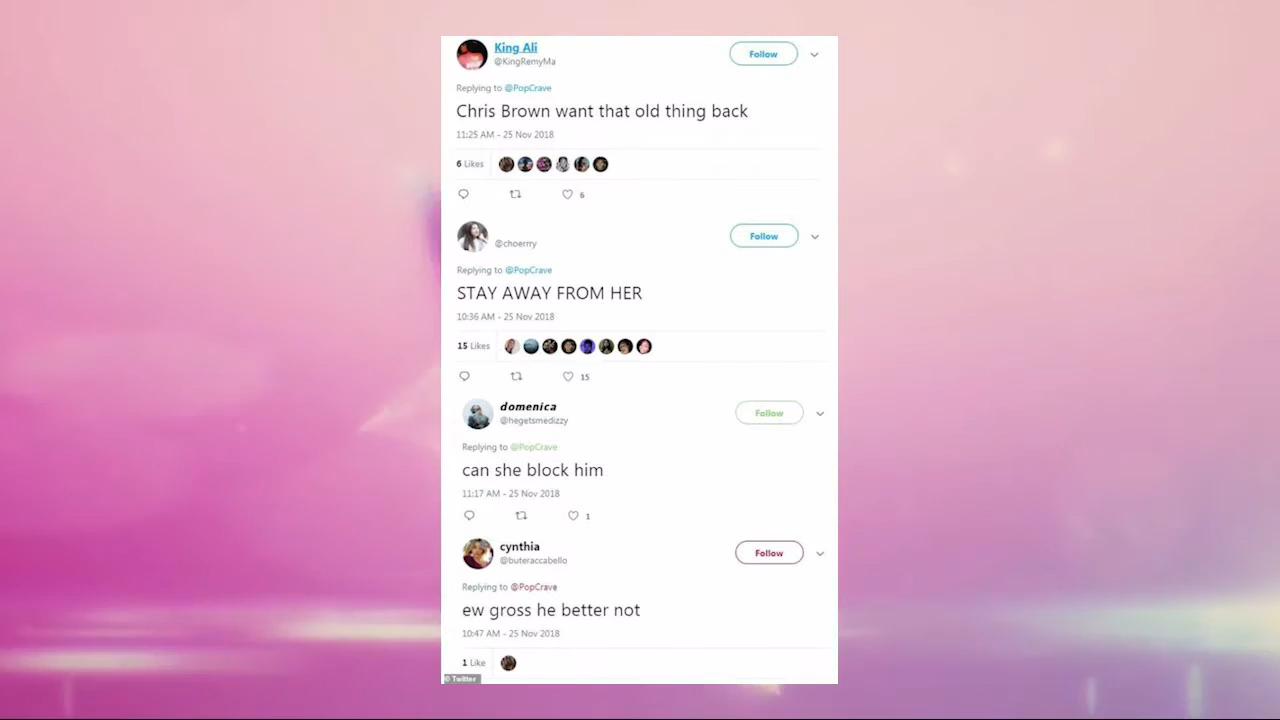 King Ali
@KingRemyMa
Follow
Replying to @PopCrave
Chris Brown want that old thing back
11:25 AM - 25 Nov 2018
6 Likes
6
@choerrry
Follow
Replying to @PopCrave
STAY AWAY FROM HER
10:36 AM - 25 Nov 2018
15 Likes
15
domenica
@hegetsmedizzy
Follow
Replying to @PopCrave
can she block him
11:17 AM - 25 Nov 2018
1
cynthia
@buteraccabello
Follow
Replying to @PopCrave
ew gross he better not
10:47 AM - 25 Nov 2018
1 Like
© Twitter